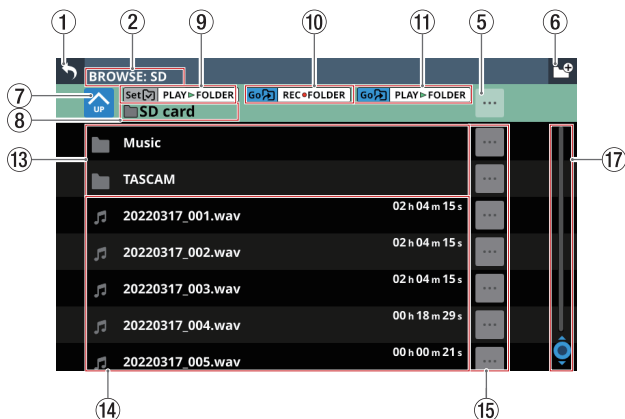 ① ② ⑨ ⑩ ⑪ ⑤ ⑥
BROWSE: SD
⑦ UP Set PLAY►FOLDER Go REC●FOLDER Go PLAY►FOLDER ...
⑧ SD card
⑬ Music ... ⑰
TASCAM ...
20220317_001.wav 02 h 04 m 15 s ...
20220317_002.wav 02 h 04 m 15 s ...
20220317_003.wav 02 h 04 m 15 s ...
20220317_004.wav 00 h 18 m 29 s ...
20220317_005.wav 00 h 00 m 21 s ...
⑭ ⑮